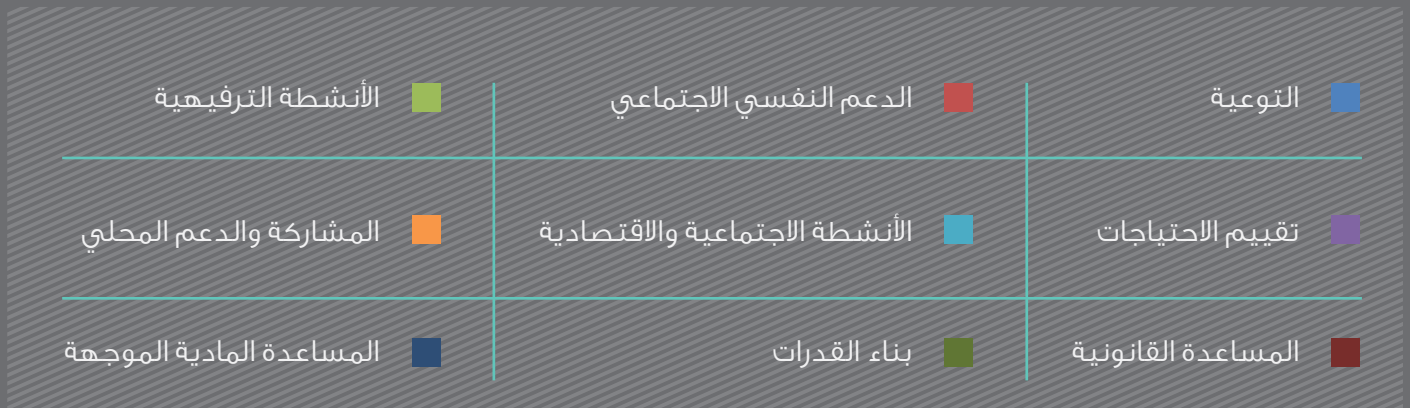 التوعية
الدعم النفسي الاجتماعي
الأنشطة الترفيهية
تقييم الاحتياجات
الأنشطة الاجتماعية والاقتصادية
المشاركة والدعم المحلي
المساعدة القانونية
بناء القدرات
المساعدة المادية الموجهة